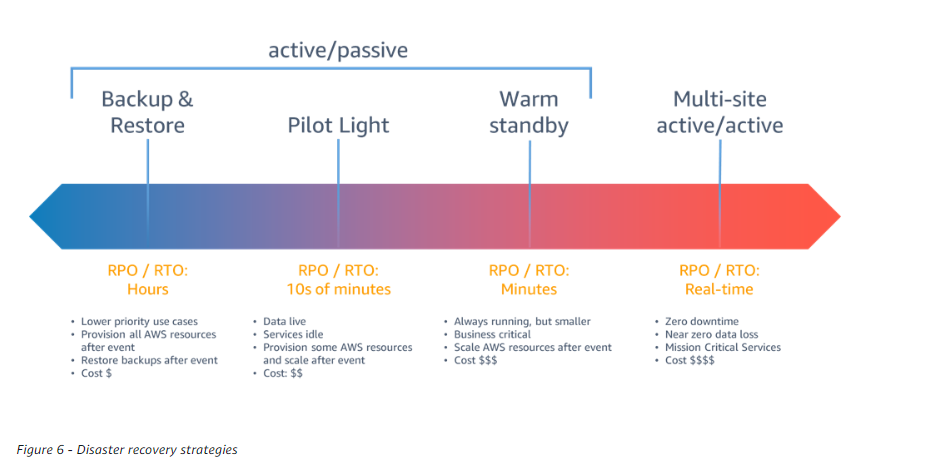 active/passive
Backup &
Restore
Pilot Light
Warm
standby
Multi-site
active/active
RPO / RTO:
Hours
RPO / RTO:
10s of minutes
RPO / RTO:
Minutes
RPO / RTO:
Real-time
• Lower priority use cases
• Provision all AWS resources
after event
• Restore backups after event
• Cost $
• Data live
• Services idle
• Provision some AWS resources
and scale after event
• Cost: $$
• Always running, but smaller
• Business critical
• Scale AWS resources after event
• Cost $$$
• Zero downtime
• Near zero data loss
• Mission Critical Services
• Cost $$$$
Figure 6 - Disaster recovery strategies